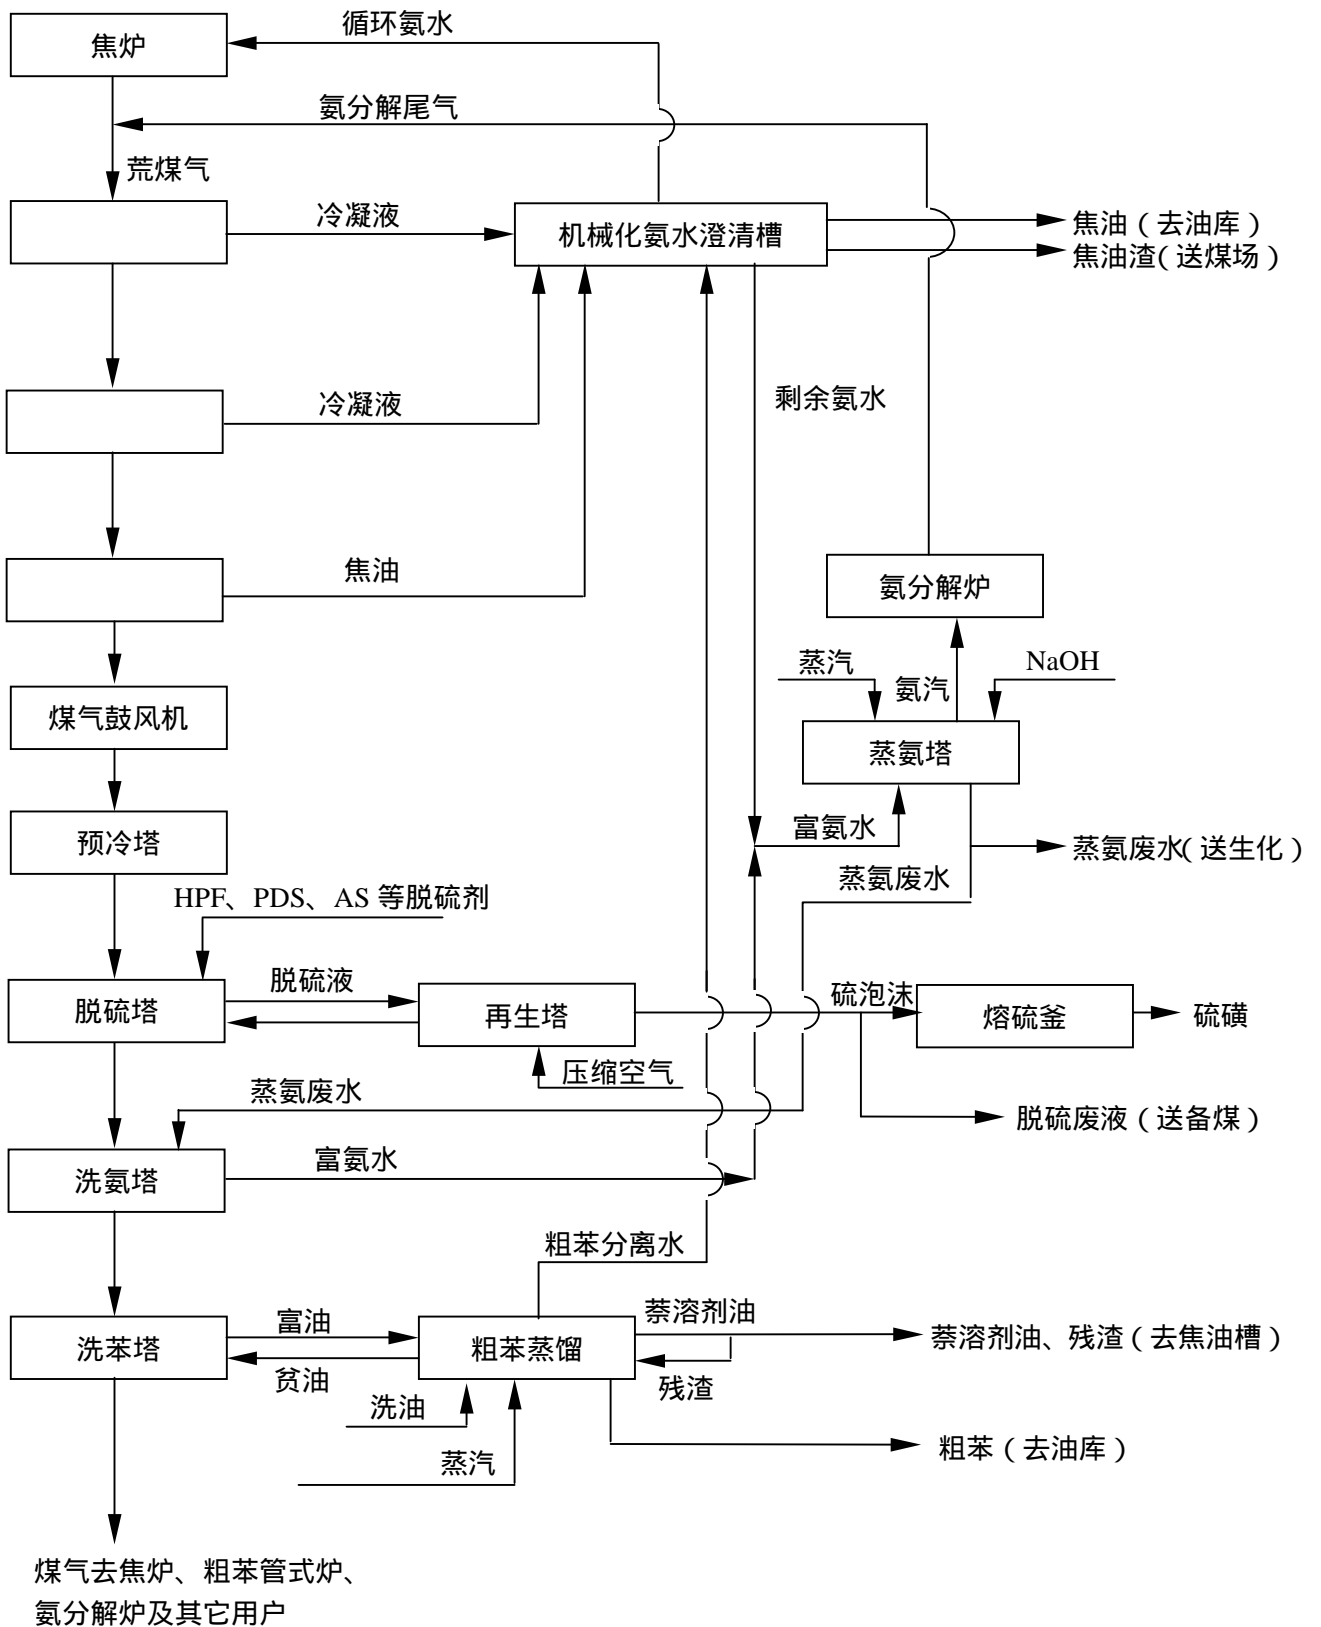 循环氨水
焦炉
氨分解尾气
荒煤气
冷凝液
机械化氨水澄清槽
焦油（去油库）
焦油渣（送煤场）
冷凝液
剩余氨水
焦油
氨分解炉
蒸汽
氨汽
NaOH
煤气鼓风机
蒸氨塔
预冷塔
富氨水
蒸氨废水（送生化）
蒸氨废水
HPF、PDS、AS 等脱硫剂
脱硫塔
脱硫液
再生塔
硫泡沫
熔硫釜
硫磺
压缩空气
蒸氨废水
脱硫废液（送备煤）
洗氨塔
富氨水
粗苯分离水
萘溶剂油
洗苯塔
富油
粗苯蒸馏
萘溶剂油、残渣（去焦油槽）
贫油
残渣
洗油
粗苯（去油库）
蒸汽
煤气去焦炉、粗苯管式炉、
氨分解炉及其它用户